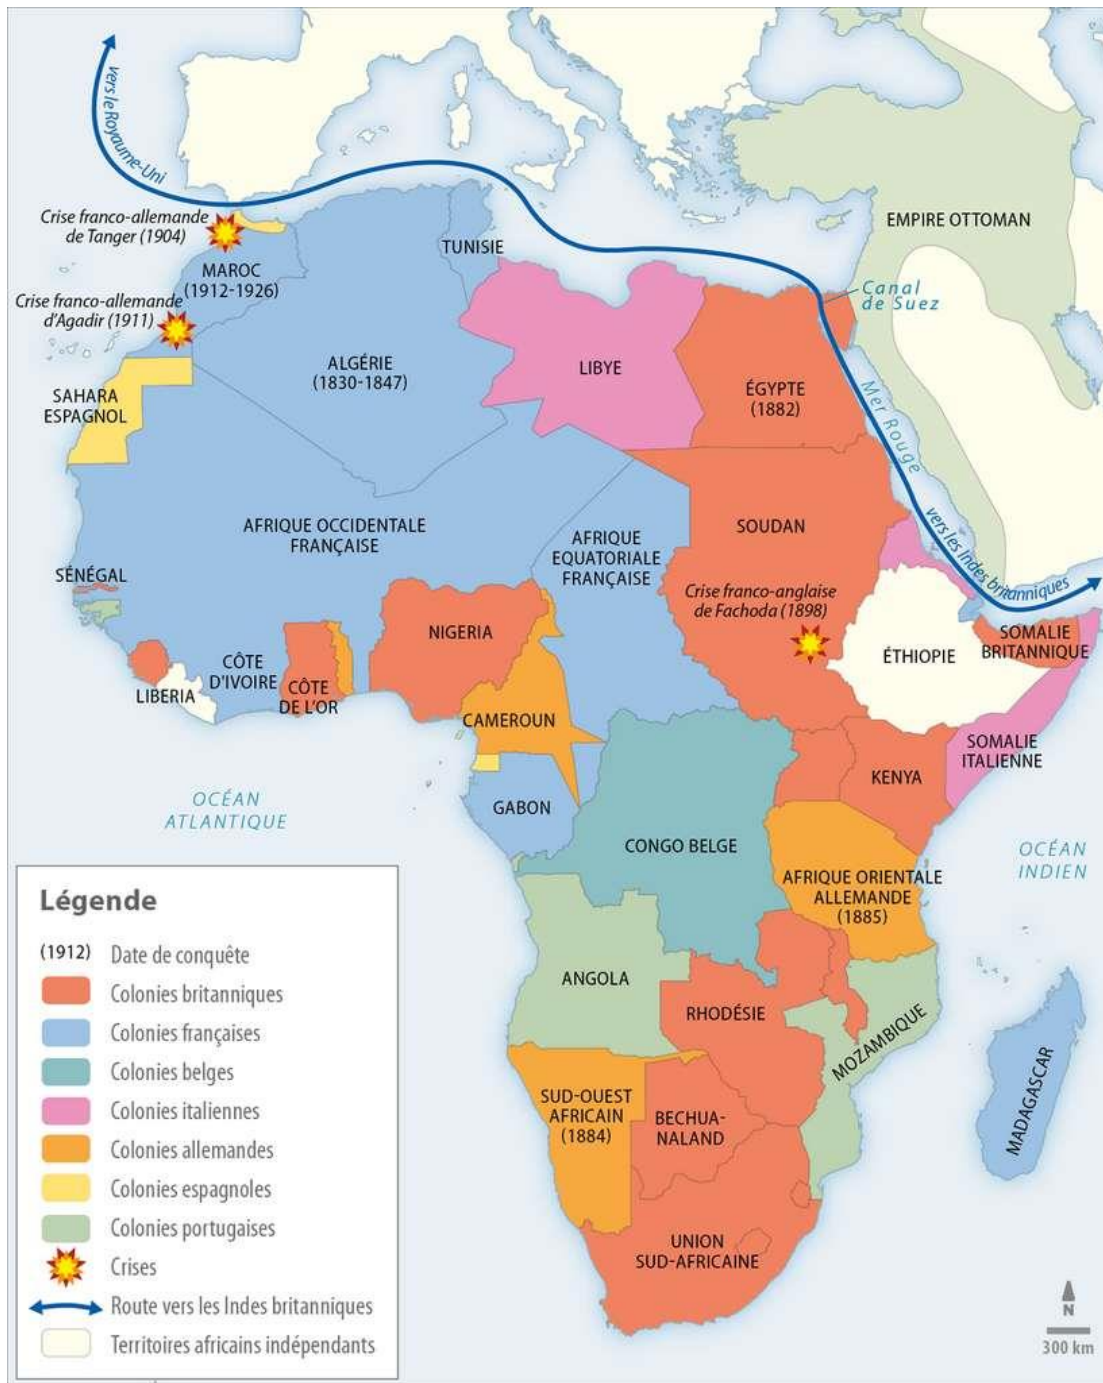 vers le Royaume-Uni
Crise franco-allemande
de Tanger (1904)
MAROC
(1912-1926)
Crise franco-allemande
d'Agadir (1911)
TUNISIE
EMPIRE OTTOMAN
Canal
de Suez
ALGÉRIE
(1830-1847)
LIBYE
ÉGYPTE
(1882)
SAHARA
ESPAGNOL
Mer Rouge
AFRIQUE OCCIDENTALE
FRANÇAISE
AFRIQUE
EQUATORIALE
FRANÇAISE
SOUDAN
vers les Indes britanniques
SÉNÉGAL
Crise franco-anglaise
de Fachoda (1898)
NIGERIA
SOMALIE
BRITANNIQUE
ÉTHIOPIE
CÔTE
D'IVOIRE
LIBERIA
CÔTE
DE L'OR
CAMEROUN
SOMALIE
ITALIENNE
KENYA
OCÉAN
ATLANTIQUE
GABON
CONGO BELGE
OCÉAN
INDIEN
AFRIQUE ORIENTALE
ALLEMANDE
(1885)
ANGOLA
RHODÉSIE
MOZAMBIQUE
MADAGASCAR
SUD-OUEST
AFRICAIN
(1884)
BECHUA-
NALAND
UNION
SUD-AFRICAINE
Légende
(1912) Date de conquête
Colonies britanniques
Colonies françaises
Colonies belges
Colonies italiennes
Colonies allemandes
Colonies espagnoles
Colonies portugaises
Crises
Route vers les Indes britanniques
Territoires africains indépendants
N
300 km